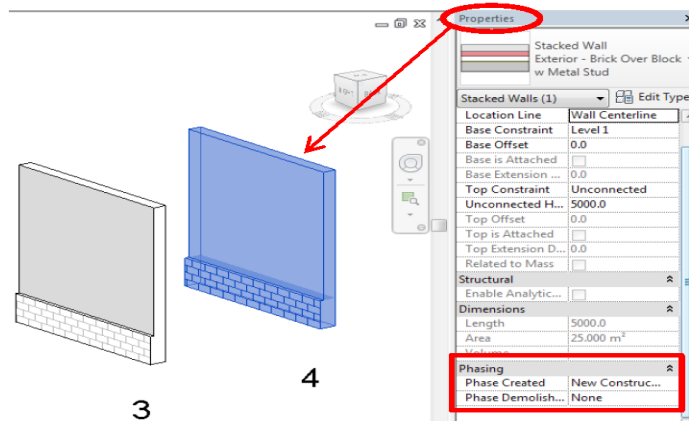 Properties
Stacked Wall
Exterior - Brick Over Block
w Metal Stud
Stacked Walls (1)
Edit Type
Location Line Wall Centerline
Base Constraint Level 1
Base Offset 0.0
Base is Attached
Base Extension ... 0.0
Top Constraint Unconnected
Unconnected H... 5000.0
Top Offset 0.0
Top is Attached
Top Extension D... 0.0
Related to Mass
Structural
Enable Analytic...
Dimensions
Length 5000.0
Area 25.000 m²
Volume
Phasing
Phase Created New Construc...
Phase Demolish... None
4
3